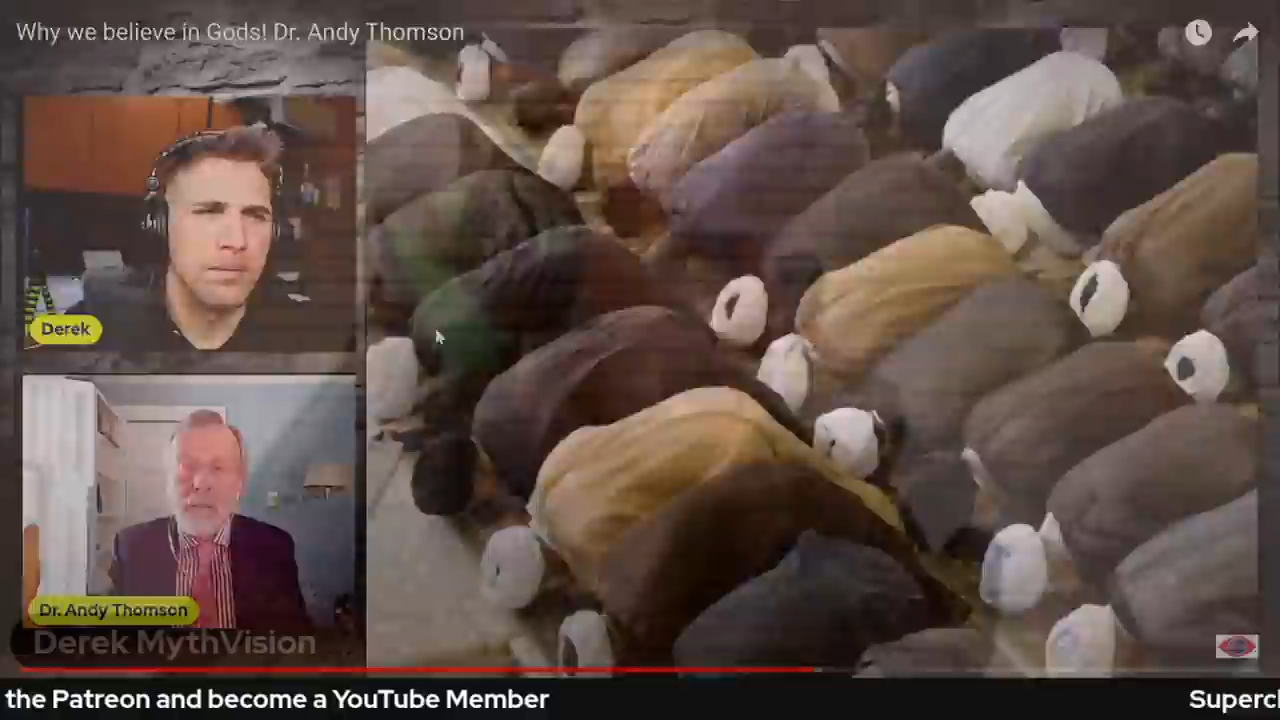 Why we believe in Gods! Dr. Andy Thomson
Derek
Dr. Andy Thomson
Derek MythVision
the Patreon and become a YouTube Member
Supercl